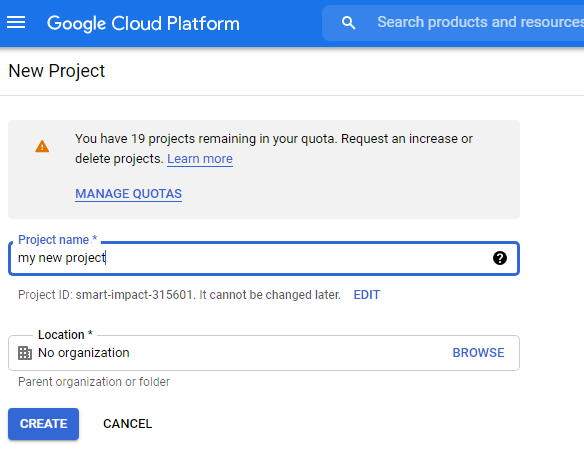 Google Cloud Platform
Search products and resources
New Project
You have 19 projects remaining in your quota. Request an increase or
delete projects. Learn more
MANAGE QUOTAS
Project name *
my new project
Project ID: smart-impact-315601. It cannot be changed later. EDIT
Location *
No organization BROWSE
Parent organization or folder
CREATE CANCEL